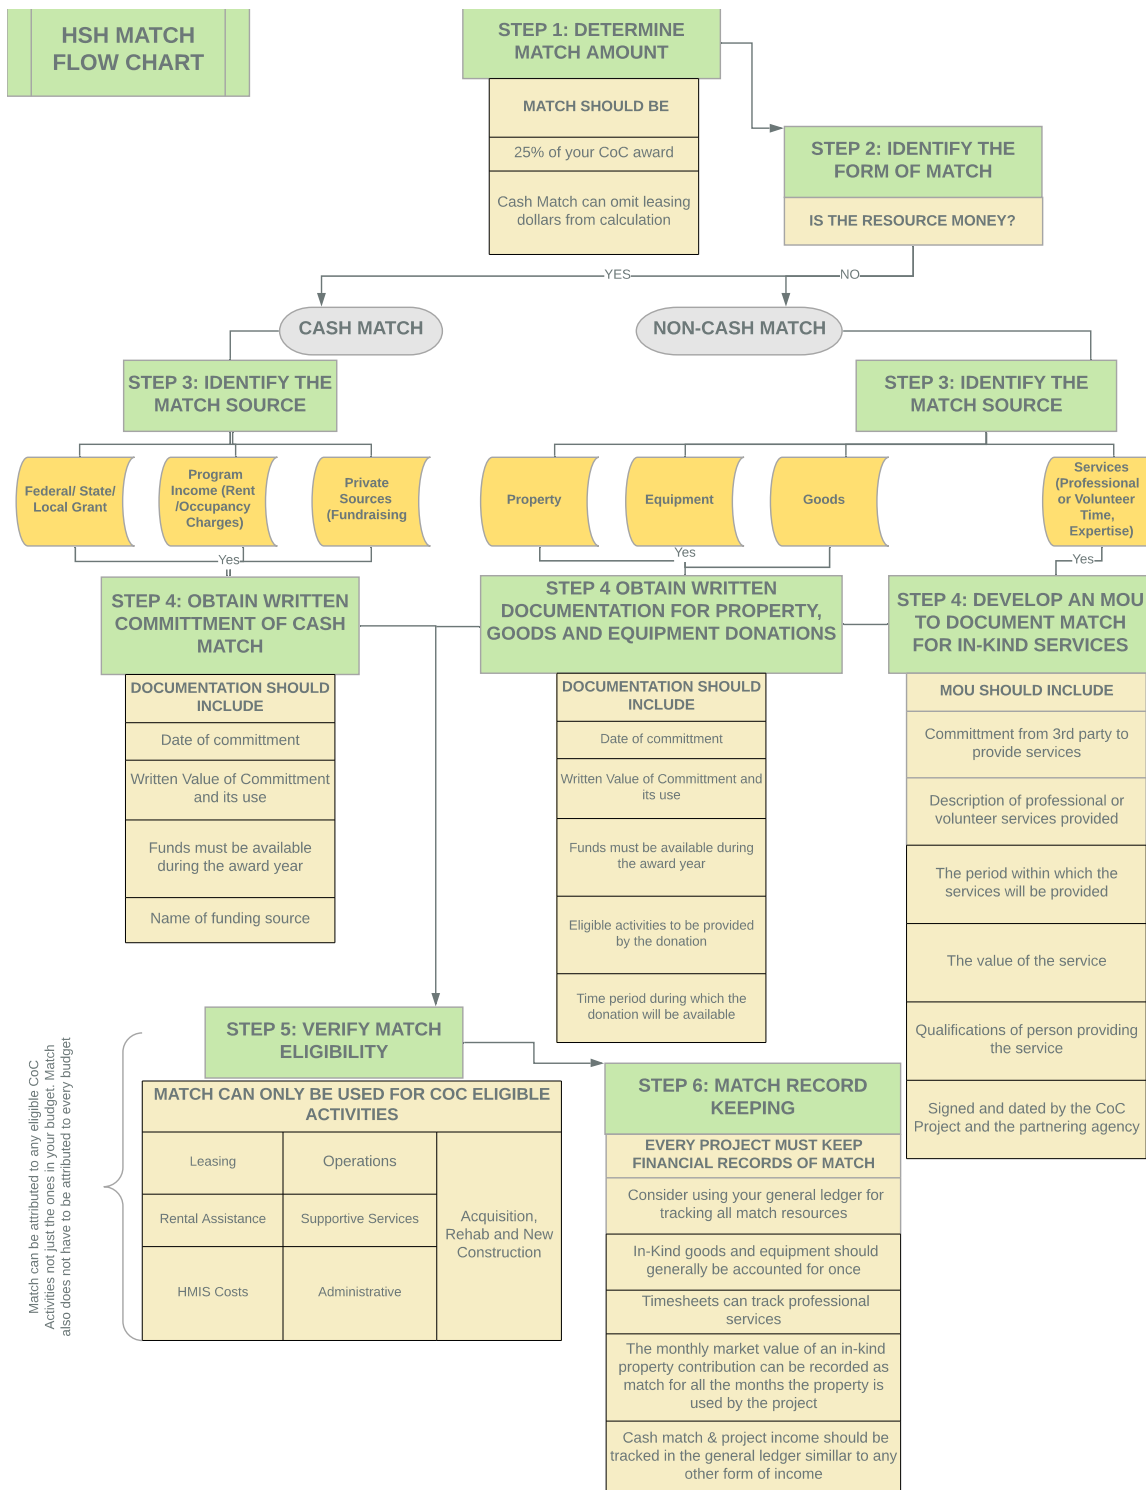 HSH MATCH
FLOW CHART
STEP 1: DETERMINE
MATCH AMOUNT
MATCH SHOULD BE
25% of your CoC award
Cash Match can omit leasing
dollars from calculation
STEP 2: IDENTIFY THE
FORM OF MATCH
IS THE RESOURCE MONEY?
YES
NO
CASH MATCH
NON-CASH MATCH
STEP 3: IDENTIFY THE
MATCH SOURCE
STEP 3: IDENTIFY THE
MATCH SOURCE
Federal/ State/
Local Grant
Program
Income (Rent
/Occupancy
Charges)
Private
Sources
(Fundraising
Property
Equipment
Goods
Services
(Professional
or Volunteer
Time,
Expertise)
Yes
Yes
Yes
STEP 4: OBTAIN WRITTEN
COMMITTMENT OF CASH
MATCH
DOCUMENTATION SHOULD
INCLUDE
Date of committment
Written Value of Committment
and its use
Funds must be available
during the award year
Name of funding source
STEP 4 OBTAIN WRITTEN
DOCUMENTATION FOR PROPERTY,
GOODS AND EQUIPMENT DONATIONS
DOCUMENTATION SHOULD
INCLUDE
Date of committment
Written Value of Committment and
its use
Funds must be available during
the award year
Eligible activities to be provided
by the donation
Time period during which the
donation will be available
STEP 4: DEVELOP AN MOU
TO DOCUMENT MATCH
FOR IN-KIND SERVICES
MOU SHOULD INCLUDE
Committment from 3rd party to
provide services
Description of professional or
volunteer services provided
The period within which the
services will be provided
The value of the service
Qualifications of person providing
the service
Signed and dated by the CoC
Project and the partnering agency
STEP 5: VERIFY MATCH
ELIGIBILITY
MATCH CAN ONLY BE USED FOR COC ELIGIBLE
ACTIVITIES
Leasing
Operations
Rental Assistance
Supportive Services
HMIS Costs
Administrative
Acquisition,
Rehab and New
Construction
Match can be attributed to any eligible CoC
Activities not just the ones in your budget. Match
also does not have to be attributed to every budget
STEP 6: MATCH RECORD
KEEPING
EVERY PROJECT MUST KEEP
FINANCIAL RECORDS OF MATCH
Consider using your general ledger for
tracking all match resources
In-Kind goods and equipment should
generally be accounted for once
Timesheets can track professional
services
The monthly market value of an in-kind
property contribution can be recorded as
match for all the months the property is
used by the project
Cash match & project income should be
tracked in the general ledger simillar to any
other form of income